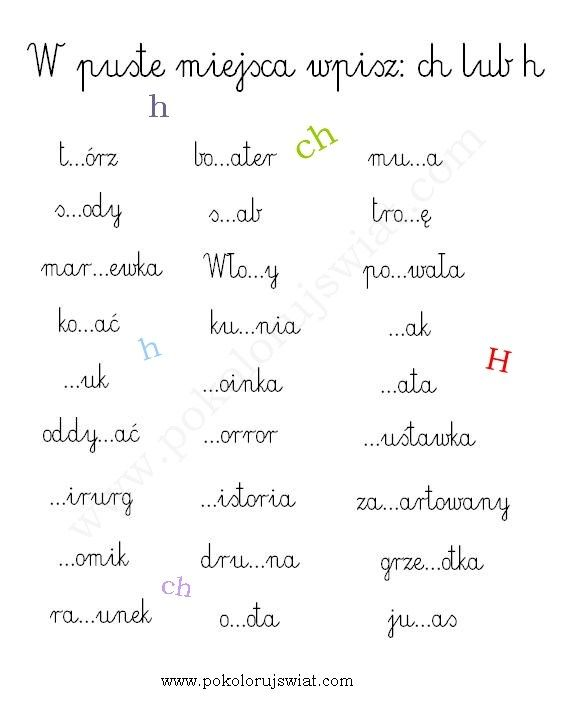 W puste miejsca wpisz: ch lub h
h
ch
t...órz bo...ater mu...a
s...ody s...ab tro...ę
mar...ewka Wło...y po...wała
ko...ać ku...nia ...ak
h
H
...uk ...oinka ...ata
oddy...ać ...orror ...ustawka
...irurg ...istoria za...artowany
...omik dru...na grze...otka
ch
ra...unek o...ota ju...as
www.pokolorujswiat.com
www.pokolorujswiat.com